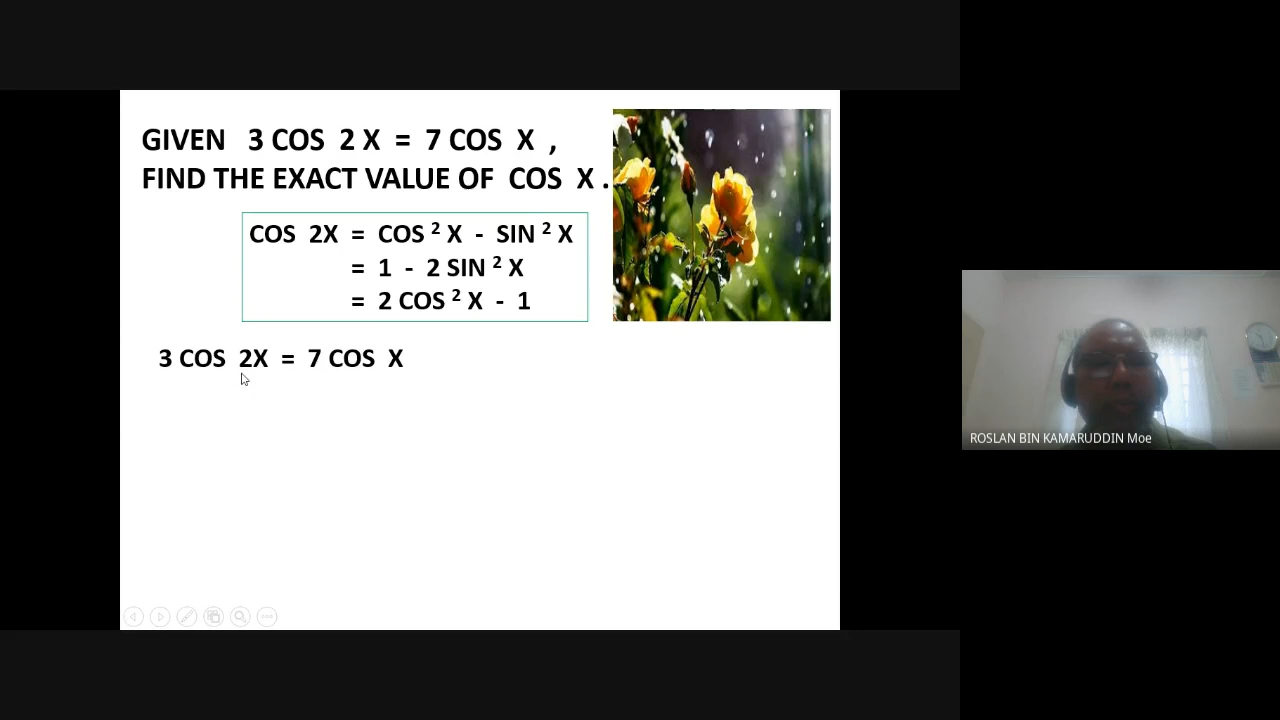 GIVEN 3 COS 2 X = 7 COS X ,
FIND THE EXACT VALUE OF COS X .
COS 2X = COS ² X - SIN ² X
= 1 - 2 SIN ² X
= 2 COS ² X - 1
3 COS 2X = 7 COS X
ROSLAN BIN KAMARUDDIN Moe